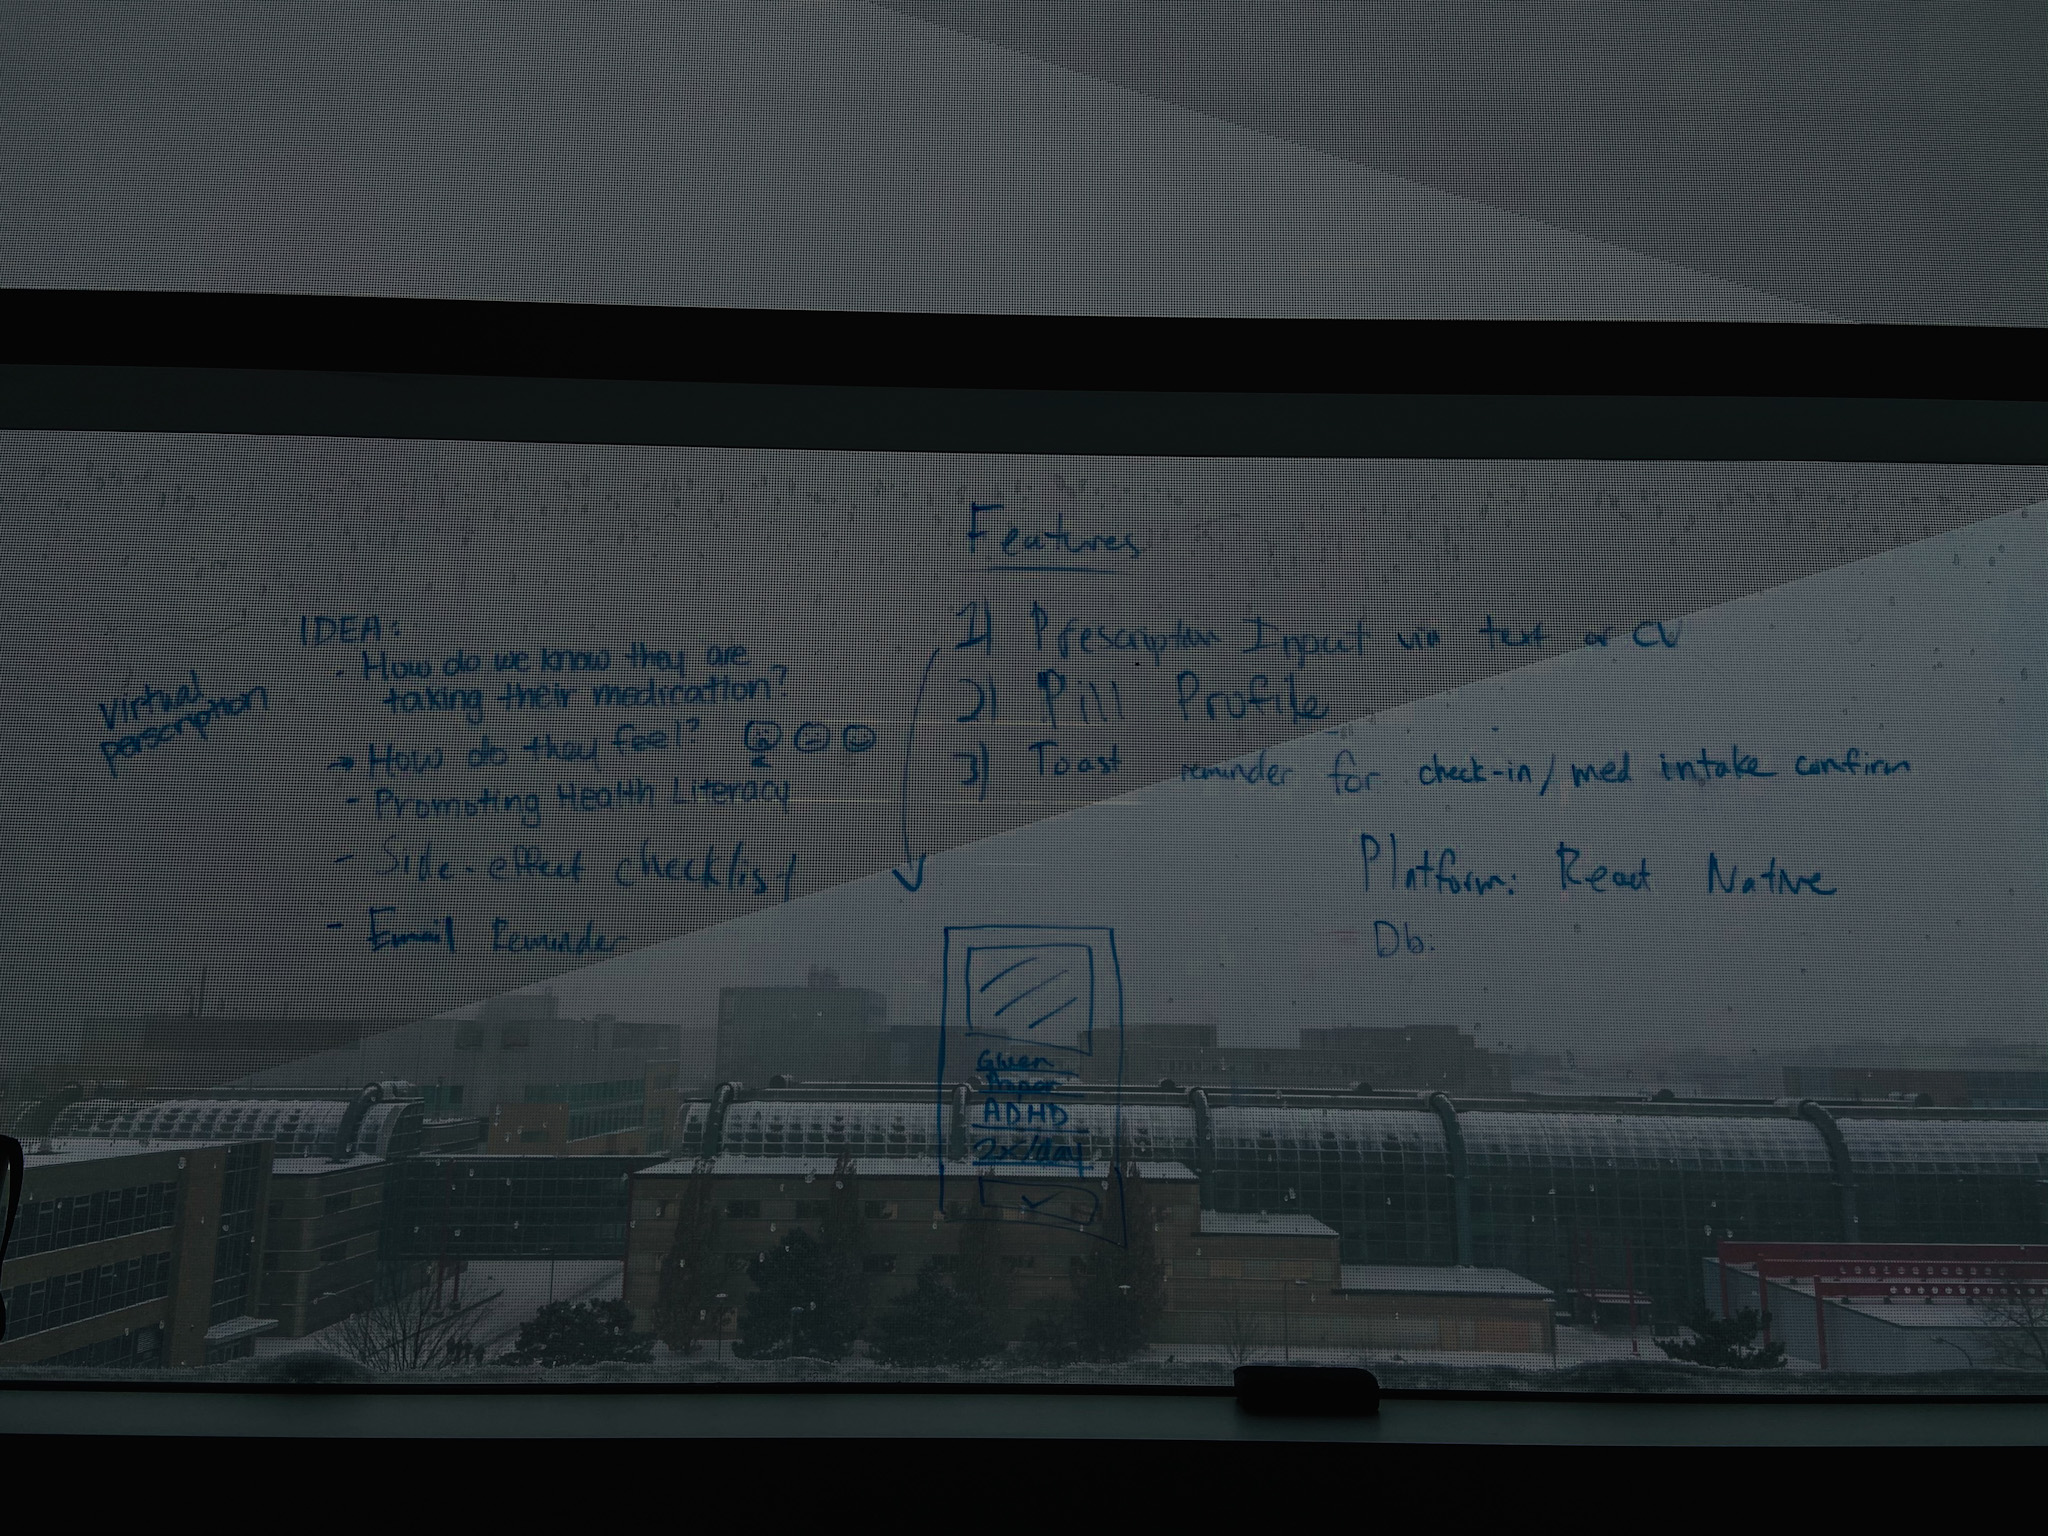 virtual
perscription
IDEA:
- How do we know they are
taking their medication?
→ How do they feel?
- Promoting Health Literacy
- Side-effect checklist
- Email Reminder
Features
1) Prescription Input via text or CV
2) Pill Profile
3) Toast reminder for check-in/med intake confirm
Platform: React Native
Db:
Gwen
ADHD
2x/day